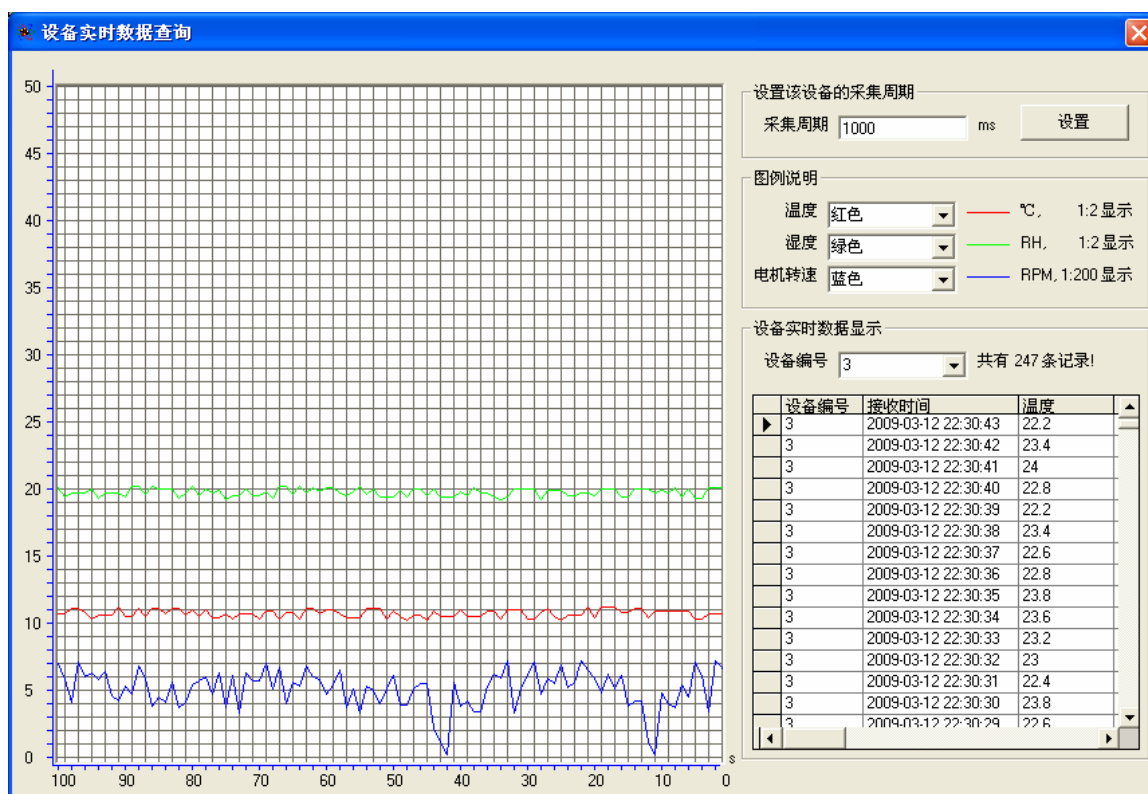 设备实时数据查询
50
45
40
35
30
25
20
15
10
5
0
100 90 80 70 60 50 40 30 20 10 0
s
设置该设备的采集周期
采集周期 1000 ms 设置
图例说明
温度 红色 ℃, 1:2显示
湿度 绿色 RH, 1:2显示
电机转速 蓝色 RPM, 1:200显示
设备实时数据显示
设备编号 3 共有 247 条记录!
设备编号 接收时间 温度
3 2009-03-12 22:30:43 22.2
3 2009-03-12 22:30:42 23.4
3 2009-03-12 22:30:41 24
3 2009-03-12 22:30:40 22.8
3 2009-03-12 22:30:39 22.2
3 2009-03-12 22:30:38 23.4
3 2009-03-12 22:30:37 22.6
3 2009-03-12 22:30:36 22.8
3 2009-03-12 22:30:35 23.8
3 2009-03-12 22:30:34 23.6
3 2009-03-12 22:30:33 23.2
3 2009-03-12 22:30:32 23
3 2009-03-12 22:30:31 22.4
3 2009-03-12 22:30:30 23.8
3 2009-03-12 22:30:29 22.6